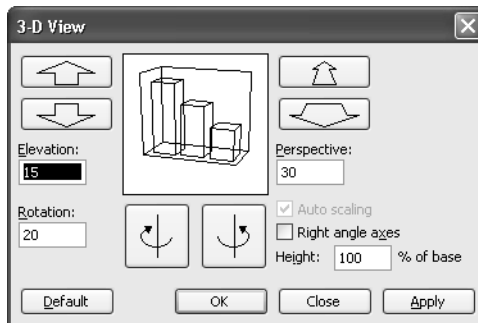 3-D View
Elevation:
15
Perspective:
30
Rotation:
20
Auto scaling
Right angle axes
Height: 100 % of base
Default OK Close Apply